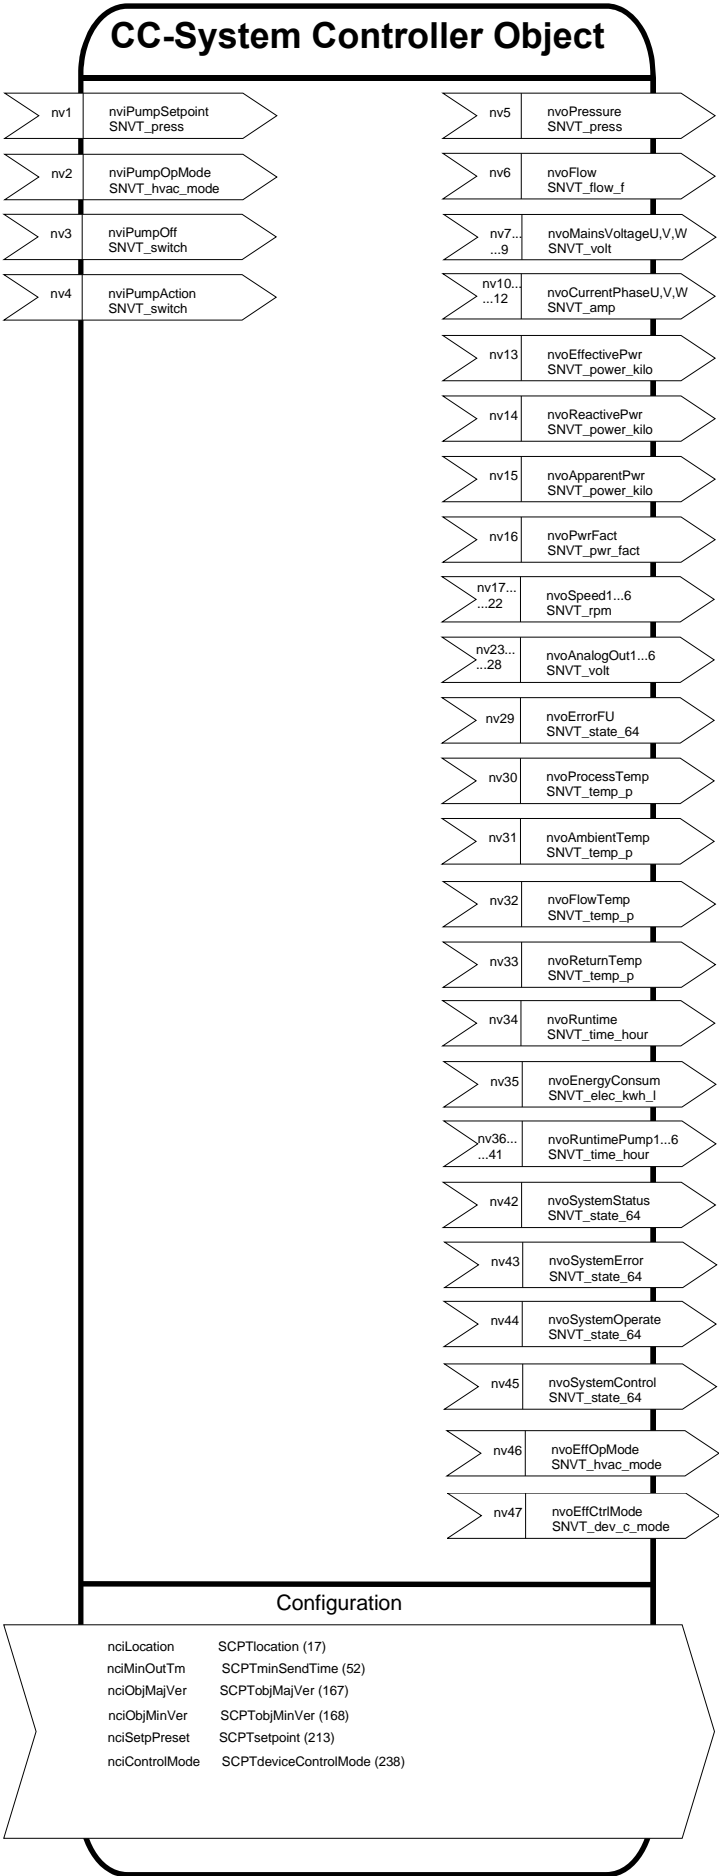 CC-System Controller Object
nv1 nviPumpSetpoint
SNVT_press
nv2 nviPumpOpMode
SNVT_hvac_mode
nv3 nviPumpOff
SNVT_switch
nv4 nviPumpAction
SNVT_switch
nv5 nvoPressure
SNVT_press
nv6 nvoFlow
SNVT_flow_f
nv7... nvoMainsVoltageU,V,W
...9 SNVT_volt
nv10... nvoCurrentPhaseU,V,W
...12 SNVT_amp
nv13 nvoEffectivePwr
SNVT_power_kilo
nv14 nvoReactivePwr
SNVT_power_kilo
nv15 nvoApparentPwr
SNVT_power_kilo
nv16 nvoPwrFact
SNVT_pwr_fact
nv17... nvoSpeed1...6
...22 SNVT_rpm
nv23... nvoAnalogOut1...6
...28 SNVT_volt
nv29 nvoErrorFU
SNVT_state_64
nv30 nvoProcessTemp
SNVT_temp_p
nv31 nvoAmbientTemp
SNVT_temp_p
nv32 nvoFlowTemp
SNVT_temp_p
nv33 nvoReturnTemp
SNVT_temp_p
nv34 nvoRuntime
SNVT_time_hour
nv35 nvoEnergyConsum
SNVT_elec_kwh_l
nv36... nvoRuntimePump1...6
...41 SNVT_time_hour
nv42 nvoSystemStatus
SNVT_state_64
nv43 nvoSystemError
SNVT_state_64
nv44 nvoSystemOperate
SNVT_state_64
nv45 nvoSystemControl
SNVT_state_64
nv46 nvoEffOpMode
SNVT_hvac_mode
nv47 nvoEffCtrlMode
SNVT_dev_c_mode
Configuration
nciLocation SCPTlocation (17)
nciMinOutTm SCPTminSendTime (52)
nciObjMajVer SCPTobjMajVer (167)
nciObjMinVer SCPTobjMinVer (168)
nciSetpPreset SCPTsetpoint (213)
nciControlMode SCPTdeviceControlMode (238)